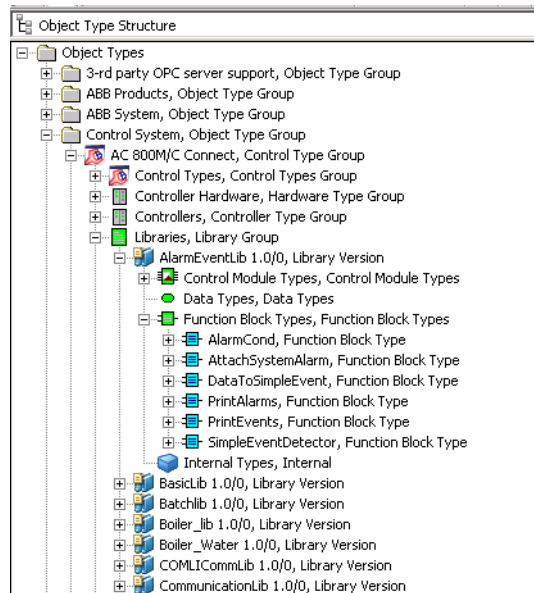 Object Type Structure
Object Types
3-rd party OPC server support, Object Type Group
ABB Products, Object Type Group
ABB System, Object Type Group
Control System, Object Type Group
AC 800M/C Connect, Control Type Group
Control Types, Control Types Group
Controller Hardware, Hardware Type Group
Controllers, Controller Type Group
Libraries, Library Group
AlarmEventLib 1.0/0, Library Version
Control Module Types, Control Module Types
Data Types, Data Types
Function Block Types, Function Block Types
AlarmCond, Function Block Type
AttachSystemAlarm, Function Block Type
DataToSimpleEvent, Function Block Type
PrintAlarms, Function Block Type
PrintEvents, Function Block Type
SimpleEventDetector, Function Block Type
Internal Types, Internal
BasicLib 1.0/0, Library Version
Batchlib 1.0/0, Library Version
Boiler_lib 1.0/0, Library Version
Boiler_Water 1.0/0, Library Version
COMLICommLib 1.0/0, Library Version
CommunicationLib 1.0/0, Library Version